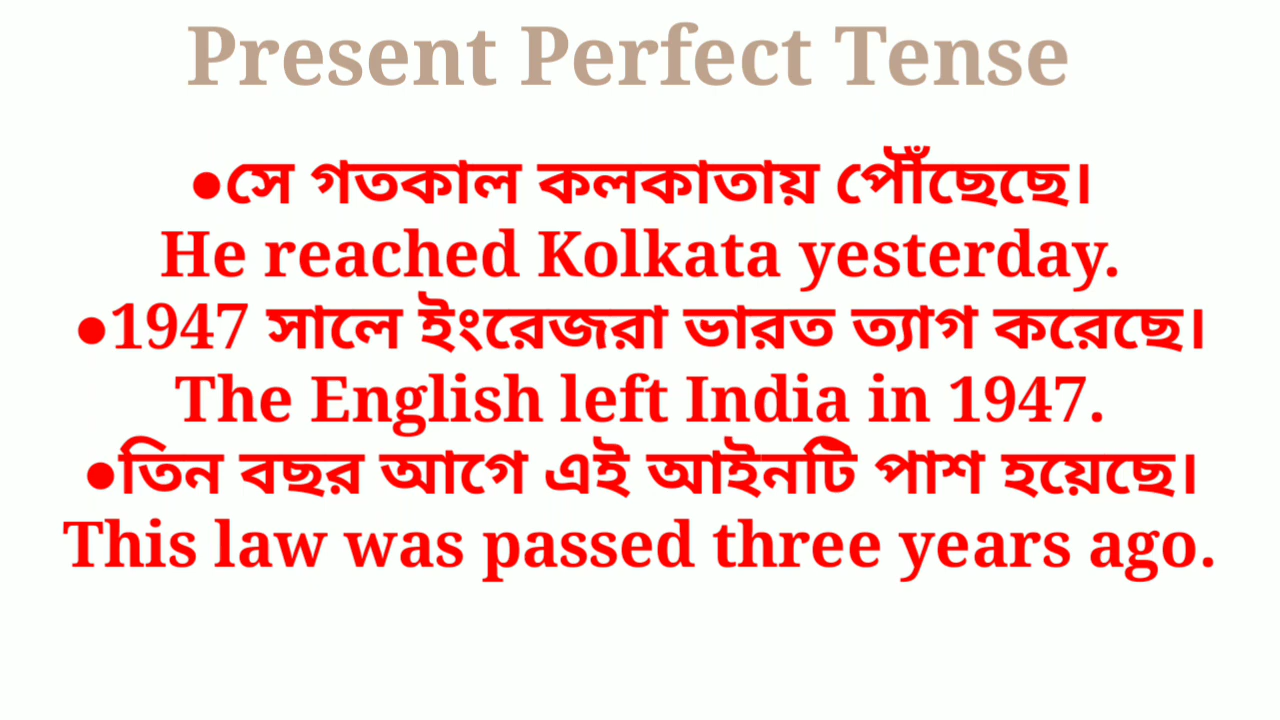 Present Perfect Tense
●সে গতকাল কলকাতায় পৌঁছেছে।
He reached Kolkata yesterday.
●1947 সালে ইংরেজরা ভারত ত্যাগ করেছে।
The English left India in 1947.
●তিন বছর আগে এই আইনটি পাশ হয়েছে।
This law was passed three years ago.